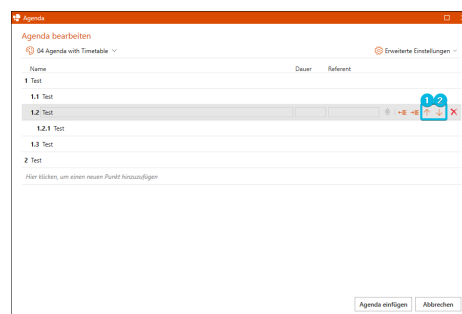 Agenda
Agenda bearbeiten
04 Agenda with Timetable
Erweiterte Einstellungen
Name Dauer Referent
1 Test
1.1 Test
1.2 Test
1 2
1.2.1 Test
1.3 Test
2 Test
Hier klicken, um einen neuen Punkt hinzuzufügen
Agenda einfügen Abbrechen